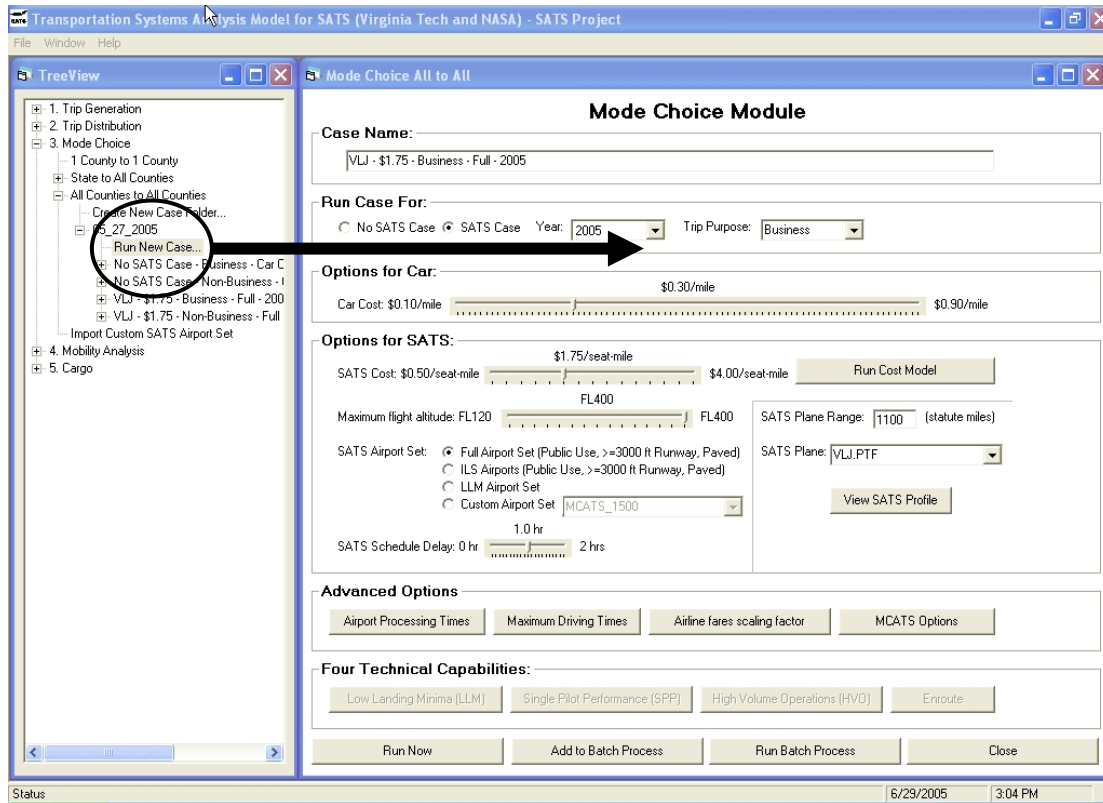 Transportation Systems Analysis Model for SATS (Virginia Tech and NASA) - SATS Project
File Window Help
TreeView
1. Trip Generation
2. Trip Distribution
3. Mode Choice
1 County to 1 County
State to All Counties
All Counties to All Counties
Create New Case Folder...
05_27_2005
Run New Case...
No SATS Case - Business - Car C
No SATS Case - Non-Business - 
VLJ - $1.75 - Business - Full - 200
VLJ - $1.75 - Non-Business - Full
Import Custom SATS Airport Set
4. Mobility Analysis
5. Cargo
Mode Choice All to All
Mode Choice Module
Case Name:
VLJ - $1.75 - Business - Full - 2005
Run Case For:
No SATS Case SATS Case Year: 2005 Trip Purpose: Business
Options for Car:
$0.30/mile
Car Cost: $0.10/mile $0.90/mile
Options for SATS:
$1.75/seat-mile
SATS Cost: $0.50/seat-mile $4.00/seat-mile Run Cost Model
FL400
Maximum flight altitude: FL120 FL400 SATS Plane Range: 1100 (statute miles)
SATS Airport Set: Full Airport Set (Public Use, >=3000 ft Runway, Paved) SATS Plane: VLJ.PTF
ILS Airports (Public Use, >=3000 ft Runway, Paved)
LLM Airport Set
Custom Airport Set MCATS_1500 View SATS Profile
1.0 hr
SATS Schedule Delay: 0 hr 2 hrs
Advanced Options
Airport Processing Times Maximum Driving Times Airline fares scaling factor MCATS Options
Four Technical Capabilities:
Low Landing Minima (LLM) Single Pilot Performance (SPP) High Volume Operations (HVO) Enroute
Run Now Add to Batch Process Run Batch Process Close
Status 6/29/2005 3:04 PM